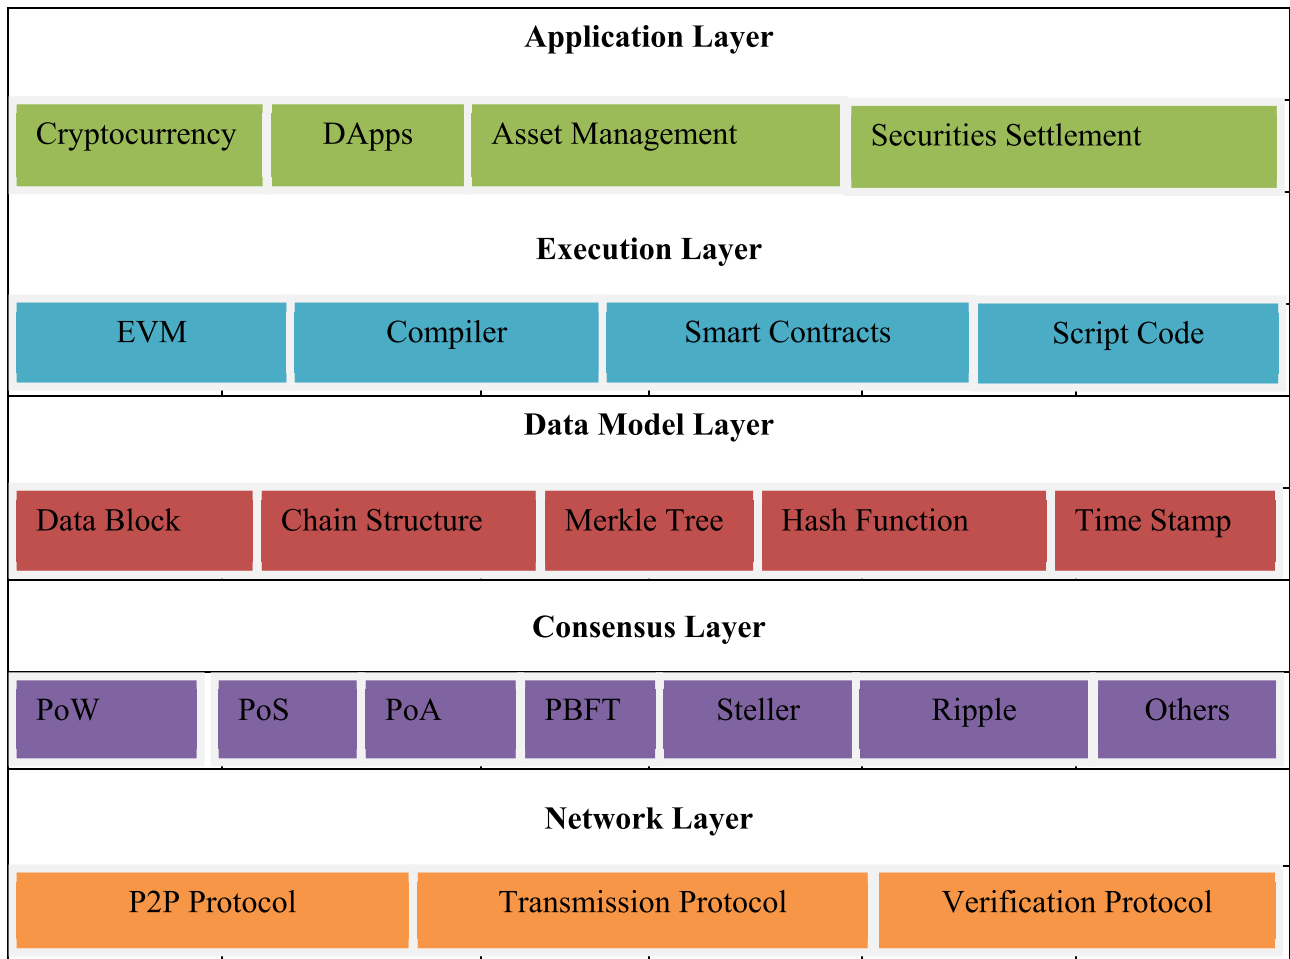 Application Layer
Cryptocurrency DApps Asset Management Securities Settlement
Execution Layer
EVM Compiler Smart Contracts Script Code
Data Model Layer
Data Block Chain Structure Merkle Tree Hash Function Time Stamp
Consensus Layer
PoW PoS PoA PBFT Steller Ripple Others
Network Layer
P2P Protocol Transmission Protocol Verification Protocol